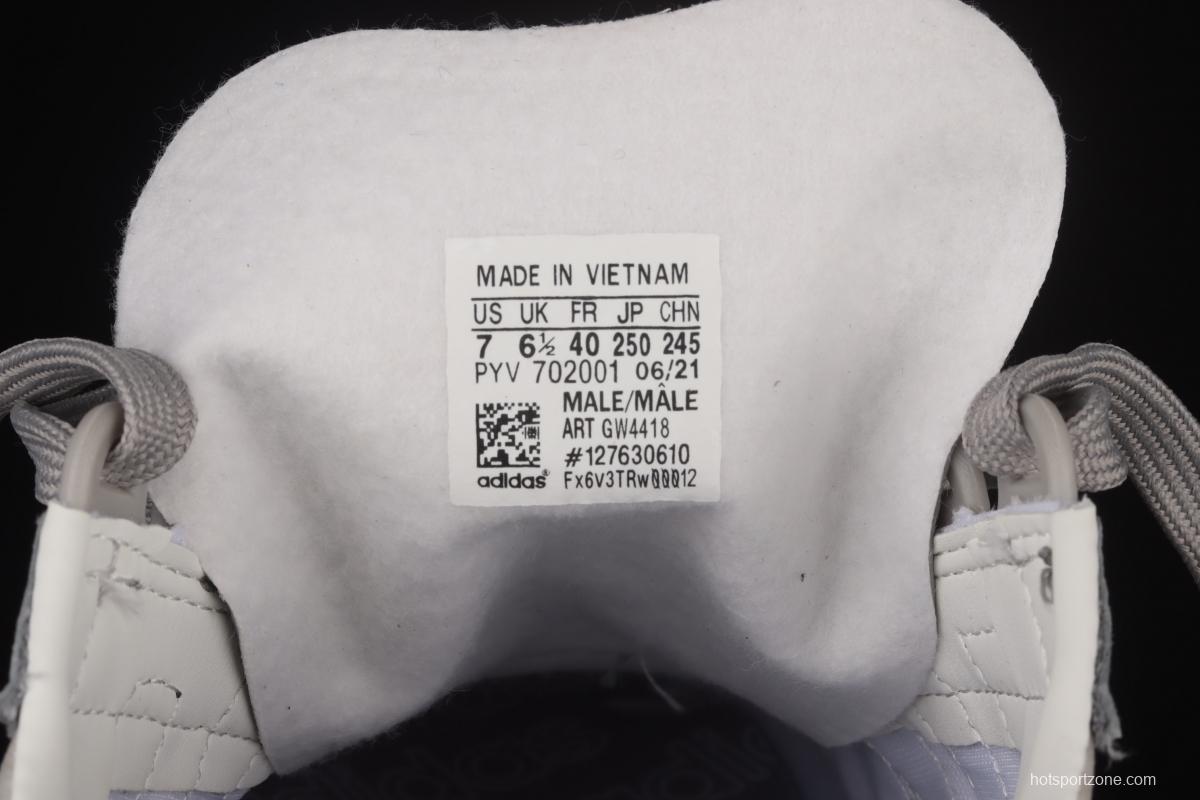 MADE IN VIETNAM
US UK FR JP CHN
7 6½ 40 250 245
PYV 702001 06/21
MALE/MÂLE
ART GW4418
#127630610
adidas® Fx6v3TRw00012
hotsportzone.com